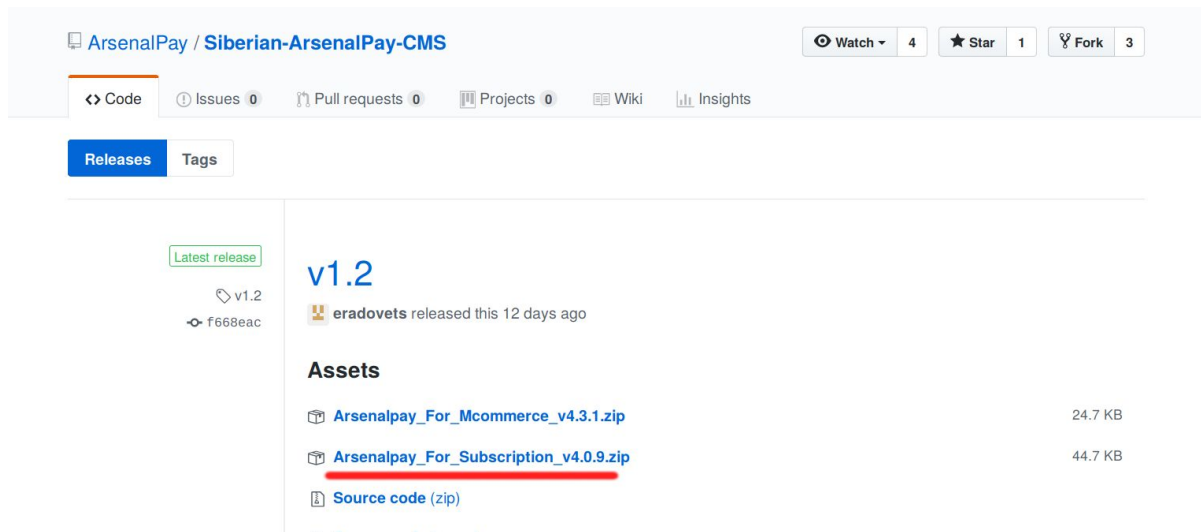 ArsenalPay / Siberian-ArsenalPay-CMS
Watch 4 Star 1 Fork 3
Code Issues 0 Pull requests 0 Projects 0 Wiki Insights
Releases Tags
Latest release
v1.2
f668eac
v1.2
eradovets released this 12 days ago
Assets
Arsenalpay_For_Mcommerce_v4.3.1.zip 24.7 KB
Arsenalpay_For_Subscription_v4.0.9.zip 44.7 KB
Source code (zip)